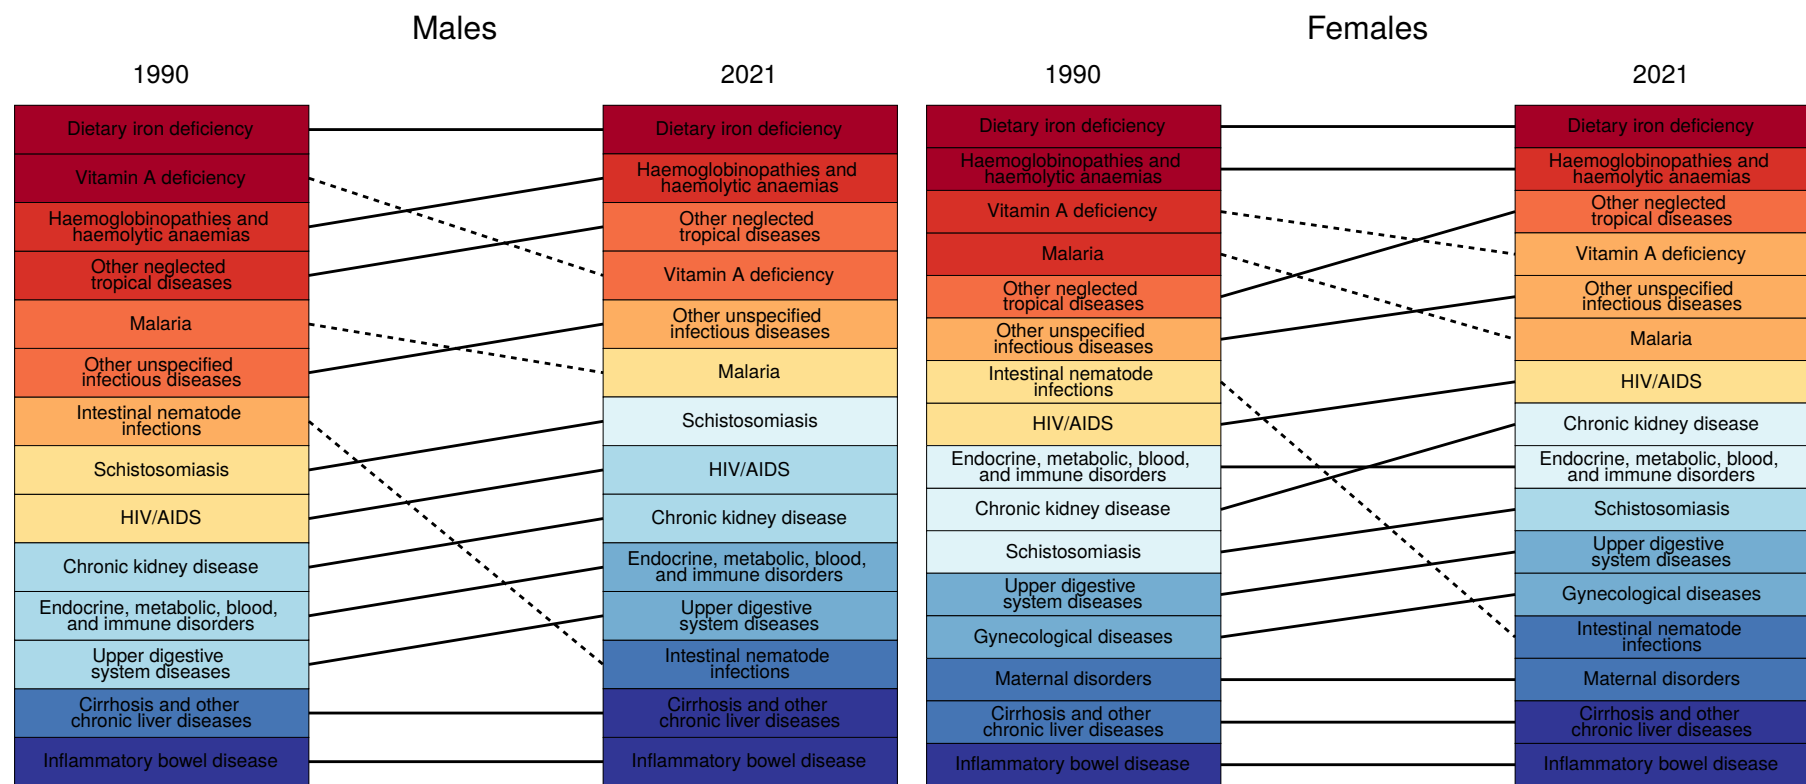 Males
1990
2021
Dietary iron deficiency
Vitamin A deficiency
Haemoglobinopathies and
haemolytic anaemias
Other neglected
tropical diseases
Malaria
Other unspecified
infectious diseases
Intestinal nematode
infections
Schistosomiasis
HIV/AIDS
Chronic kidney disease
Endocrine, metabolic, blood,
and immune disorders
Upper digestive
system diseases
Cirrhosis and other
chronic liver diseases
Inflammatory bowel disease
Dietary iron deficiency
Haemoglobinopathies and
haemolytic anaemias
Other neglected
tropical diseases
Vitamin A deficiency
Other unspecified
infectious diseases
Malaria
Schistosomiasis
HIV/AIDS
Chronic kidney disease
Endocrine, metabolic, blood,
and immune disorders
Upper digestive
system diseases
Intestinal nematode
infections
Cirrhosis and other
chronic liver diseases
Inflammatory bowel disease
Females
1990
2021
Dietary iron deficiency
Haemoglobinopathies and
haemolytic anaemias
Vitamin A deficiency
Malaria
Other neglected
tropical diseases
Other unspecified
infectious diseases
Intestinal nematode
infections
HIV/AIDS
Endocrine, metabolic, blood,
and immune disorders
Chronic kidney disease
Schistosomiasis
Upper digestive
system diseases
Gynecological diseases
Maternal disorders
Cirrhosis and other
chronic liver diseases
Inflammatory bowel disease
Dietary iron deficiency
Haemoglobinopathies and
haemolytic anaemias
Other neglected
tropical diseases
Vitamin A deficiency
Other unspecified
infectious diseases
Malaria
HIV/AIDS
Chronic kidney disease
Endocrine, metabolic, blood,
and immune disorders
Schistosomiasis
Upper digestive
system diseases
Gynecological diseases
Intestinal nematode
infections
Maternal disorders
Cirrhosis and other
chronic liver diseases
Inflammatory bowel disease